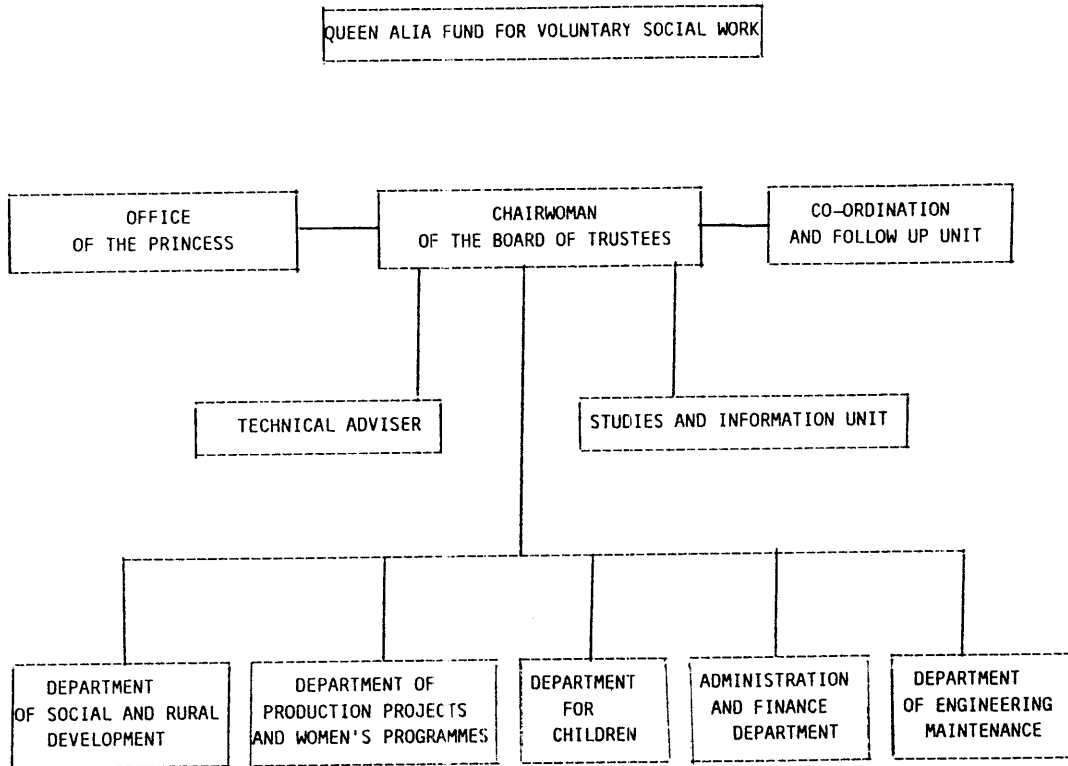 QUEEN ALIA FUND FOR VOLUNTARY SOCIAL WORK
OFFICE
OF THE PRINCESS
CHAIRWOMAN
OF THE BOARD OF TRUSTEES
CO-ORDINATION
AND FOLLOW UP UNIT
TECHNICAL ADVISER
STUDIES AND INFORMATION UNIT
DEPARTMENT
OF SOCIAL AND RURAL
DEVELOPMENT
DEPARTMENT OF
PRODUCTION PROJECTS
AND WOMEN'S PROGRAMMES
DEPARTMENT
FOR
CHILDREN
ADMINISTRATION
AND FINANCE
DEPARTMENT
DEPARTMENT
OF ENGINEERING
MAINTENANCE